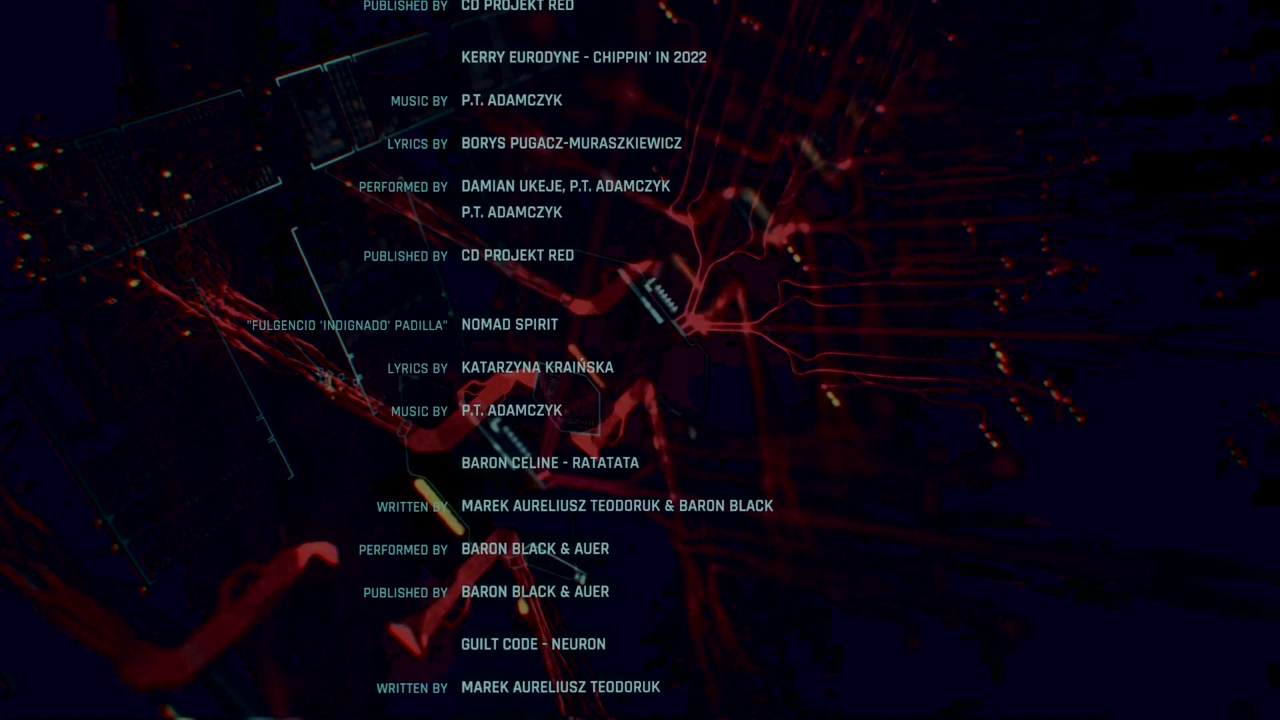 PUBLISHED BY CD PROJEKT RED
KERRY EURODYNE - CHIPPIN' IN 2022
MUSIC BY P.T. ADAMCZYK
LYRICS BY BORYS PUGACZ-MURASZKIEWICZ
PERFORMED BY DAMIAN UKEJE, P.T. ADAMCZYK
P.T. ADAMCZYK
PUBLISHED BY CD PROJEKT RED
"FULGENCIO 'INDIGNADO' PADILLA" NOMAD SPIRIT
LYRICS BY KATARZYNA KRAIŃSKA
MUSIC BY P.T. ADAMCZYK
BARON CELINE - RATATATA
WRITTEN BY MAREK AURELIUSZ TEODORUK & BARON BLACK
PERFORMED BY BARON BLACK & AUER
PUBLISHED BY BARON BLACK & AUER
GUILT CODE - NEURON
WRITTEN BY MAREK AURELIUSZ TEODORUK